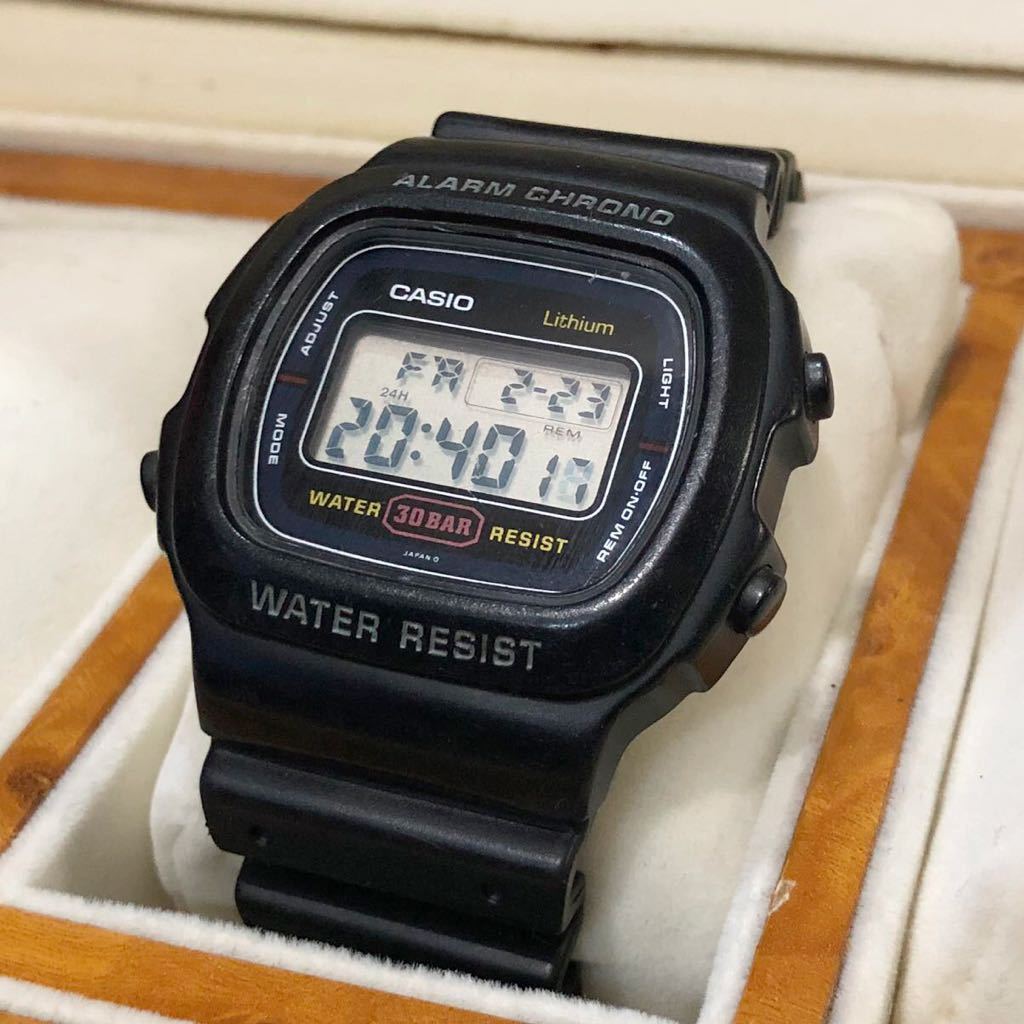 ALARM CHRONO
CASIO
Lithium
ADJUST
LIGHT
FR 2-23
24H
REM
20:40
MODE
REM ON·OFF
WATER 30BAR RESIST
JAPAN
WATER RESIST